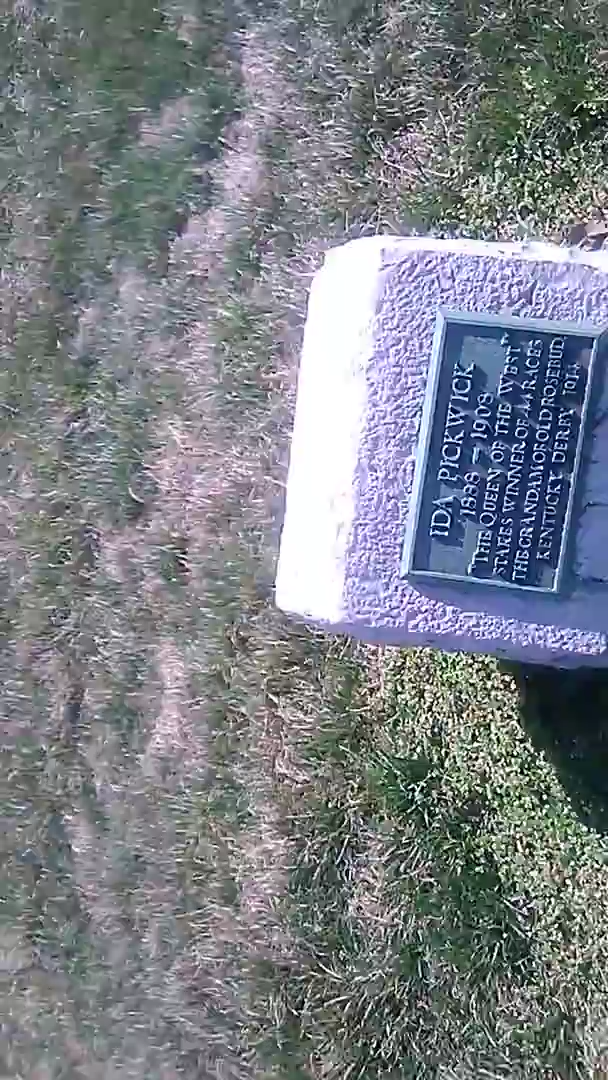 IDA PICKWICK
1888 – 1908
"THE QUEEN OF THE WEST"
STAKES WINNER OF 44 RACES
THE GRANDAM OF OLD ROSEBUD,
KENTUCKY DERBY 1914